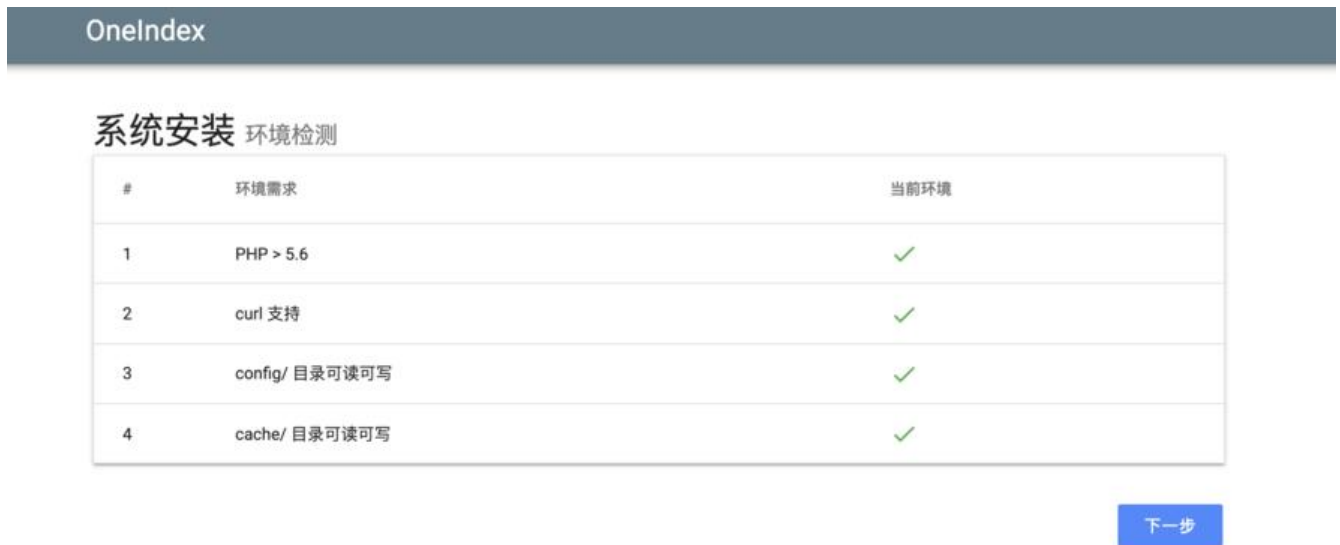 OneIndex
系统安装 环境检测
# 环境需求 当前环境
1 PHP > 5.6
2 curl 支持
3 config/ 目录可读可写
4 cache/ 目录可读可写
下一步